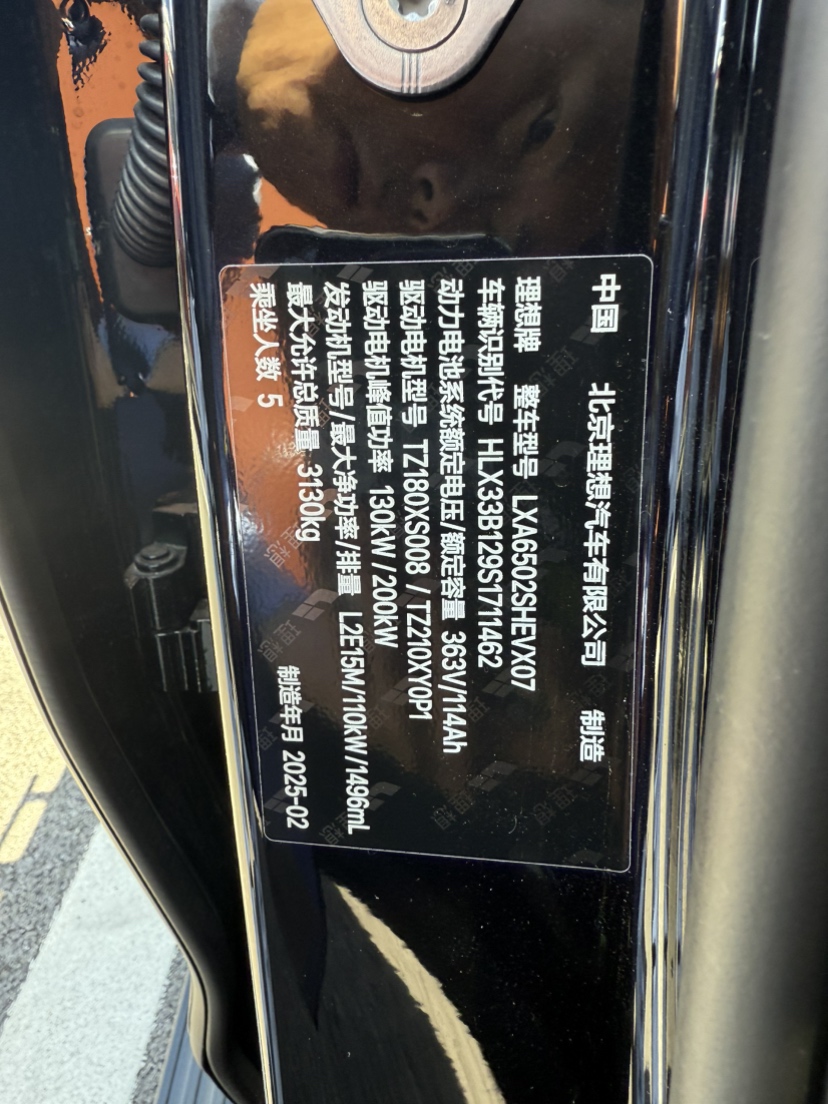 中国 北京理想汽车有限公司 制造
理想牌 整车型号 LXA6502SHEVX07
车辆识别代号 HLX33B129S1711462
动力电池系统额定电压/额定容量 363V/114Ah
驱动电机型号 TZ180XS008 / TZ210XY0P1
驱动电机峰值功率 130kW / 200kW
发动机型号/最大净功率/排量 L2E15M/110kW/1496mL
最大允许总质量 3130kg
乘坐人数 5 制造年月 2025-02